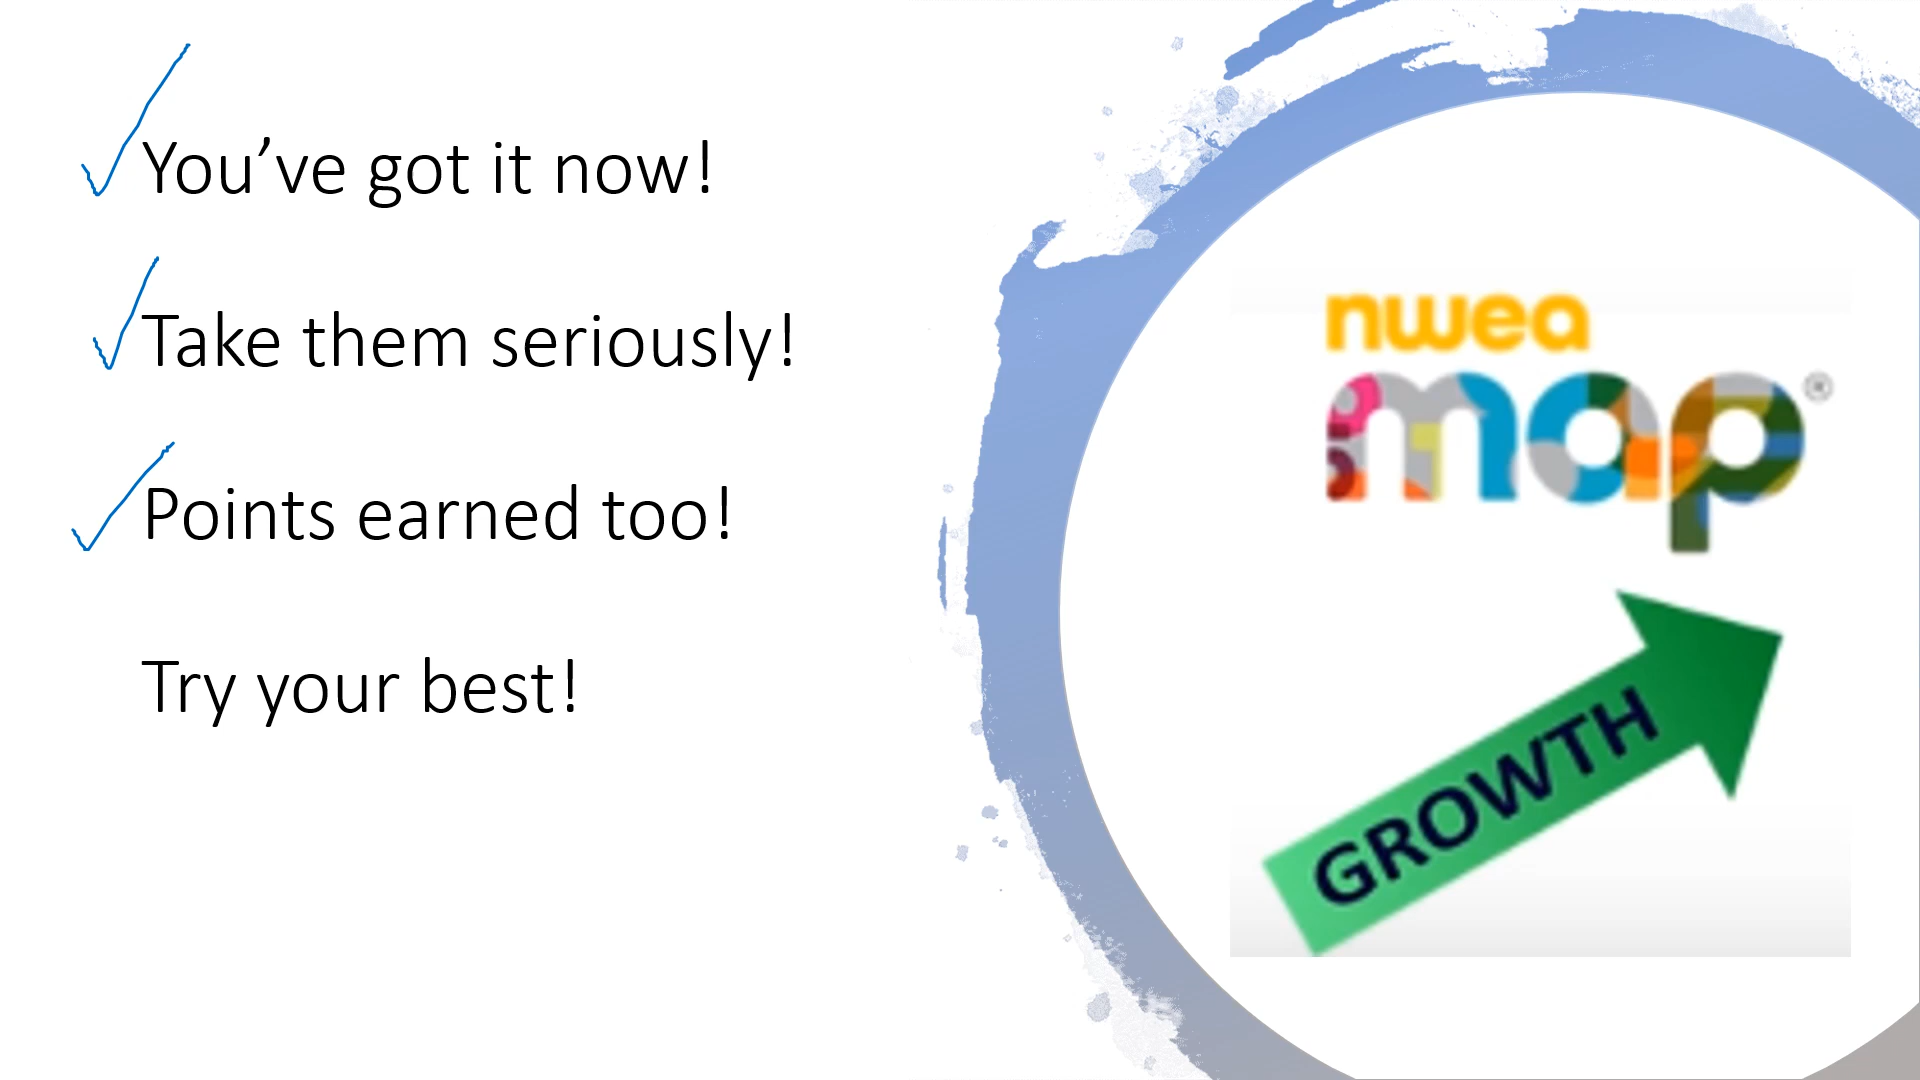 You’ve got it now!
Take them seriously!
Points earned too!
Try your best!
nwea
map®
GROWTH